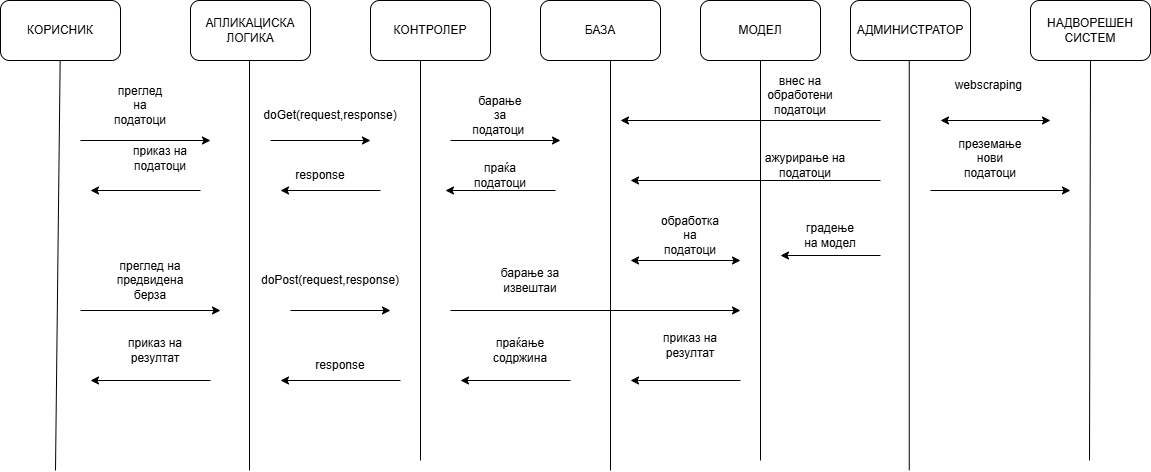 КОРИСНИК
АПЛИКАЦИСКА
ЛОГИКА
КОНТРОЛЕР
БАЗА
МОДЕЛ
АДМИНИСТРАТОР
НАДВОРЕШЕН
СИСТЕМ
преглед
на
податоци
doGet(request,response)
барање
за
податоци
внес на
обработени
податоци
webscraping
приказ на
податоци
response
праќа
податоци
ажурирање на
податоци
преземање
нови
податоци
обработка
на
податоци
градење
на модел
преглед на
предвидена
берза
doPost(request,response)
барање за
извештаи
приказ на
резултат
response
праќање
содржина
приказ на
резултат